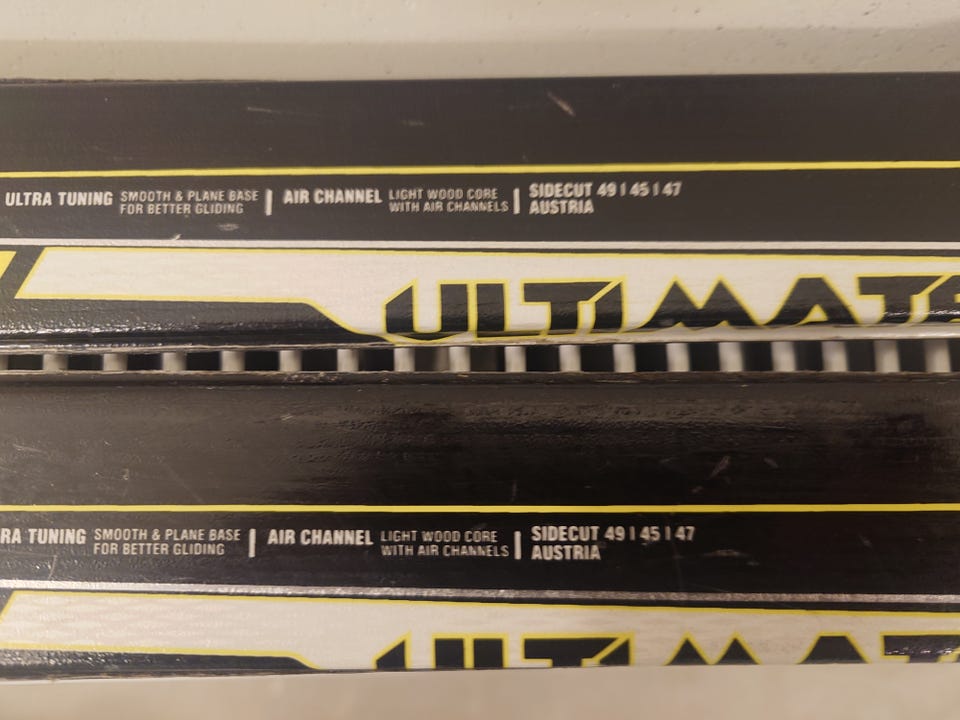 ULTRA TUNING SMOOTH & PLANE BASE FOR BETTER GLIDING | AIR CHANNEL LIGHT WOOD CORE WITH AIR CHANNELS | SIDECUT 49 | 45 | 47
AUSTRIA
ULTIMATE
RA TUNING SMOOTH & PLANE BASE FOR BETTER GLIDING | AIR CHANNEL LIGHT WOOD CORE WITH AIR CHANNELS | SIDECUT 49 | 45 | 47
AUSTRIA
ULTIMAT